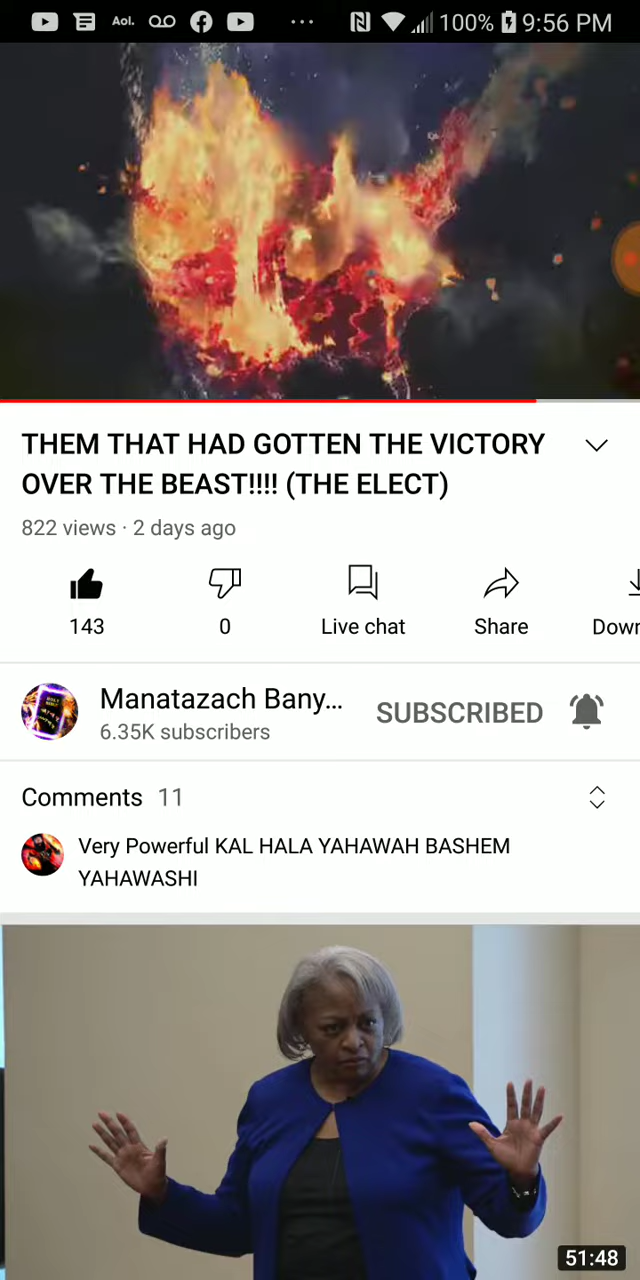 Aol. 100% 9:56 PM
THEM THAT HAD GOTTEN THE VICTORY
OVER THE BEAST!!!! (THE ELECT)
822 views · 2 days ago
143 0 Live chat Share Dowr
Manatazach Bany... SUBSCRIBED
6.35K subscribers
Comments 11
Very Powerful KAL HALA YAHAWAH BASHEM
YAHAWASHI
51:48